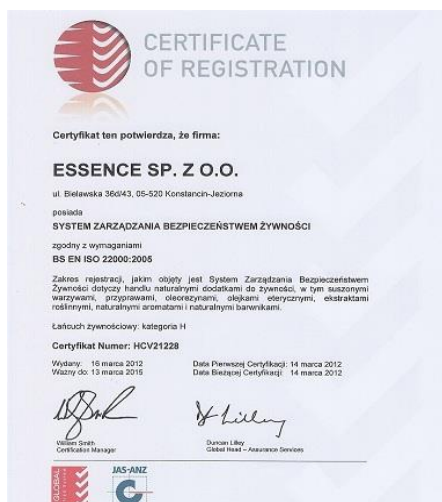 CERTIFICATE
OF REGISTRATION
Certyfikat ten potwierdza, że firma:
ESSENCE SP. Z O.O.
ul. Bielawska 36d/43, 05-520 Konstancin-Jeziorna
posiada
SYSTEM ZARZĄDZANIA BEZPIECZEŃSTWEM ŻYWNOŚCI
zgodny z wymaganiami
BS EN ISO 22000:2005
Zakres rejestracji, jakim objęty jest System Zarządzania Bezpieczeństwem
Żywności dotyczy handlu naturalnymi dodatkami do żywności, w tym suszonymi
warzywami, przyprawami, oleorezynami, olejkami eterycznymi, ekstraktami
roślinnymi, naturalnymi aromatami i naturalnymi barwnikami.
Łańcuch żywnościowy: kategoria H
Certyfikat Numer: HCV21228
Wydany: 16 marca 2012 Data Pierwszej Certyfikacji: 14 marca 2012
Ważny do: 13 marca 2015 Data Bieżącej Certyfikacji: 14 marca 2012
William Smith Duncan Lilley
Certification Manager Global Head – Assurance Services
GLOBAL
JAS-ANZ